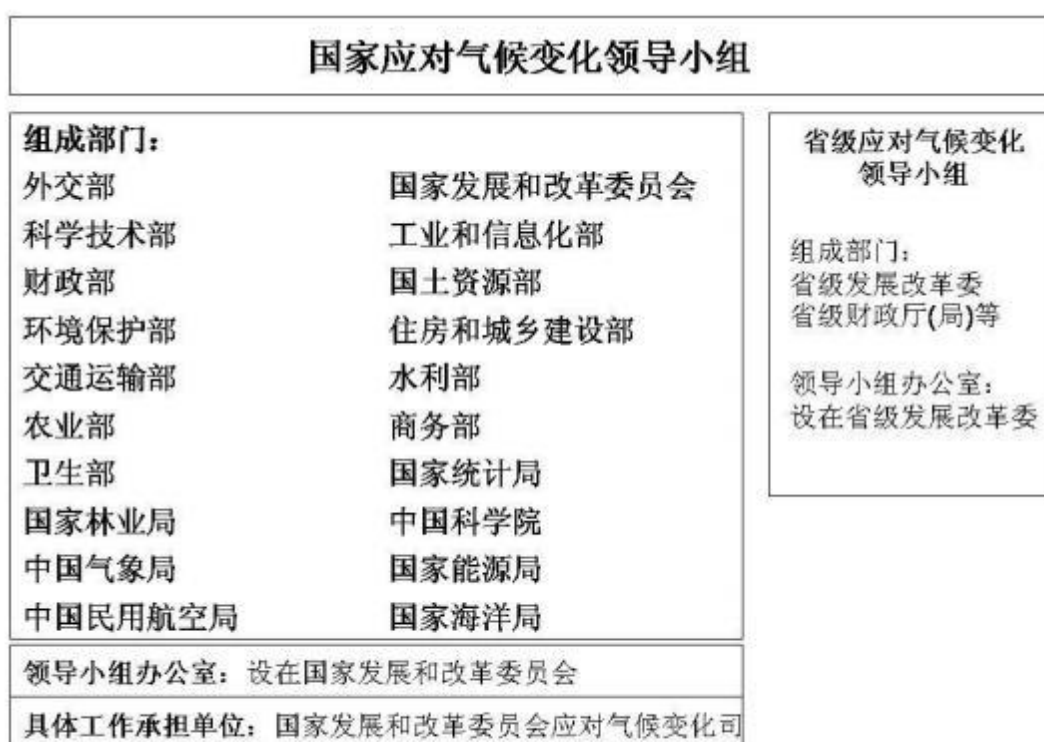 国家应对气候变化领导小组
组成部门：
外交部 国家发展和改革委员会
科学技术部 工业和信息化部
财政部 国土资源部
环境保护部 住房和城乡建设部
交通运输部 水利部
农业部 商务部
卫生部 国家统计局
国家林业局 中国科学院
中国气象局 国家能源局
中国民用航空局 国家海洋局
领导小组办公室：设在国家发展和改革委员会
具体工作承担单位：国家发展和改革委员会应对气候变化司
省级应对气候变化
领导小组
组成部门：
省级发展改革委
省级财政厅(局)等
领导小组办公室：
设在省级发展改革委